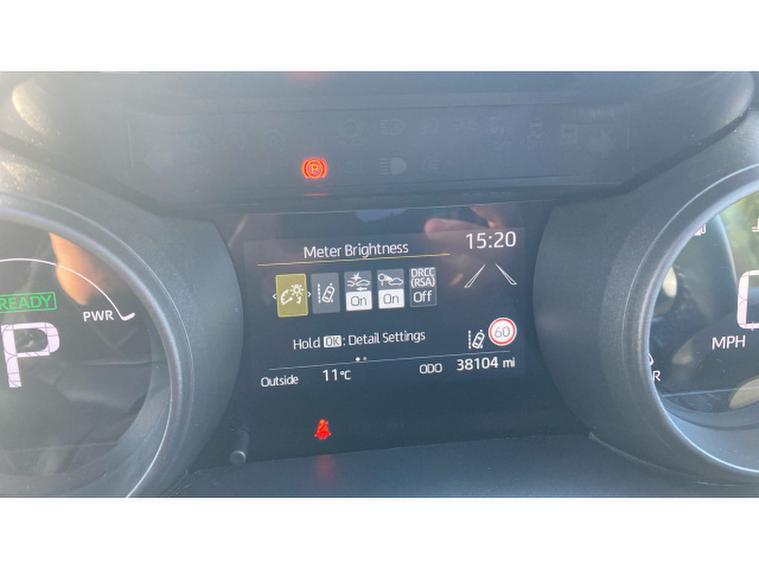 P
Meter Brightness
15:20
DRCC
(RSA)
On
On
Off
Hold OK : Detail Settings
60
Outside 11°C
ODO 38104 mi
READY
P
PWR
MPH